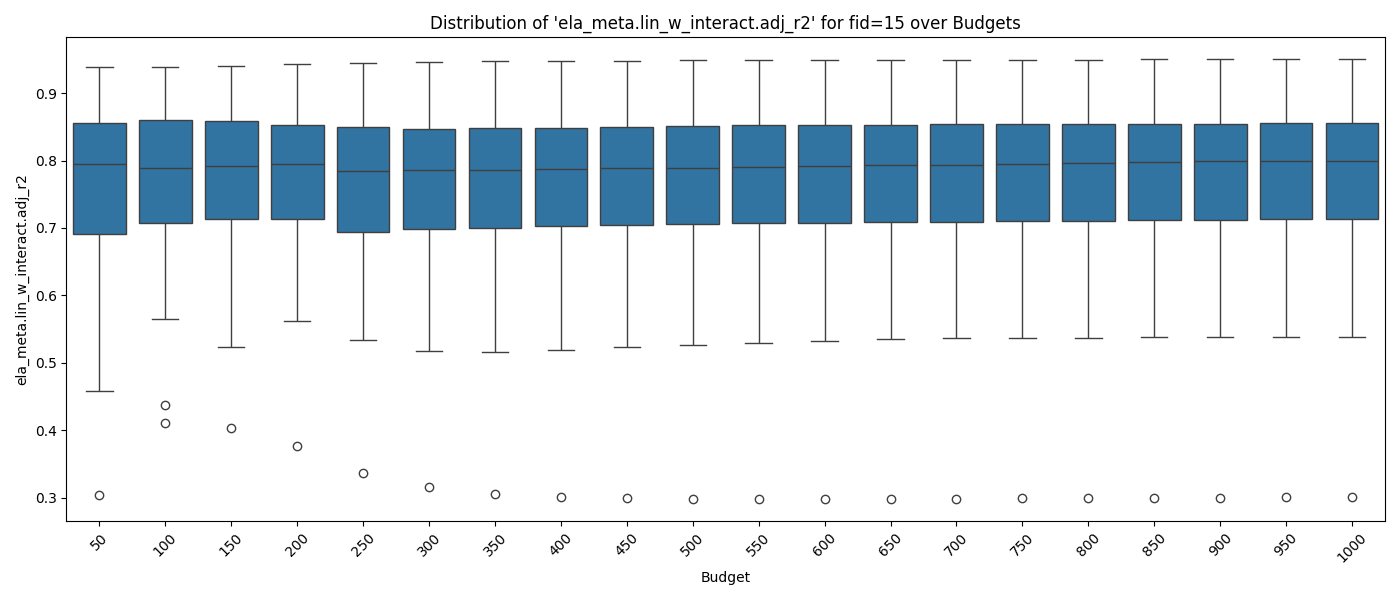 Distribution of 'ela_meta.lin_w_interact.adj_r2' for fid=15 over Budgets
ela_meta.lin_w_interact.adj_r2
0.9
0.8
0.7
0.6
0.5
0.4
0.3
50 100 150 200 250 300 350 400 450 500 550 600 650 700 750 800 850 900 950 1000
Budget